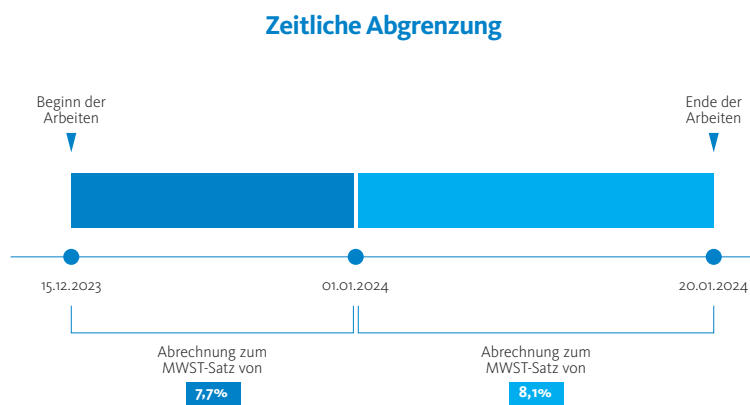 Zeitliche Abgrenzung
Beginn der
Arbeiten
Ende der
Arbeiten
15.12.2023
01.01.2024
20.01.2024
Abrechnung zum
MWST-Satz von
7,7%
Abrechnung zum
MWST-Satz von
8,1%